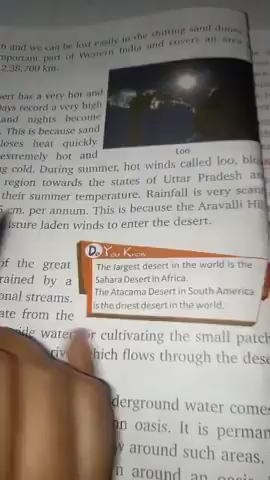 and we can be lost easily in the shifting sand dunes.
important part of Western India and covers an area
2,38,700 km.
ert has a very hot and
Days record a very high
and nights become
. This is because sand
loses heat quickly.
extremely hot and
Loo
cold. During summer, hot winds called loo, blow
region towards the states of Uttar Pradesh an
their summer temperature. Rainfall is very scan
cm. per annum. This is because the Aravalli Hil
isture laden winds to enter the desert.
Do You Know
The largest desert in the world is the
Sahara Desert in Africa.
The Atacama Desert in South America
is the driest desert in the world.
of the great
rained by a
onal streams.
ate from the
ide water for cultivating the small patch
which flows through the dese
derground water comes
n oasis. It is perman
around such areas.
around an oasis